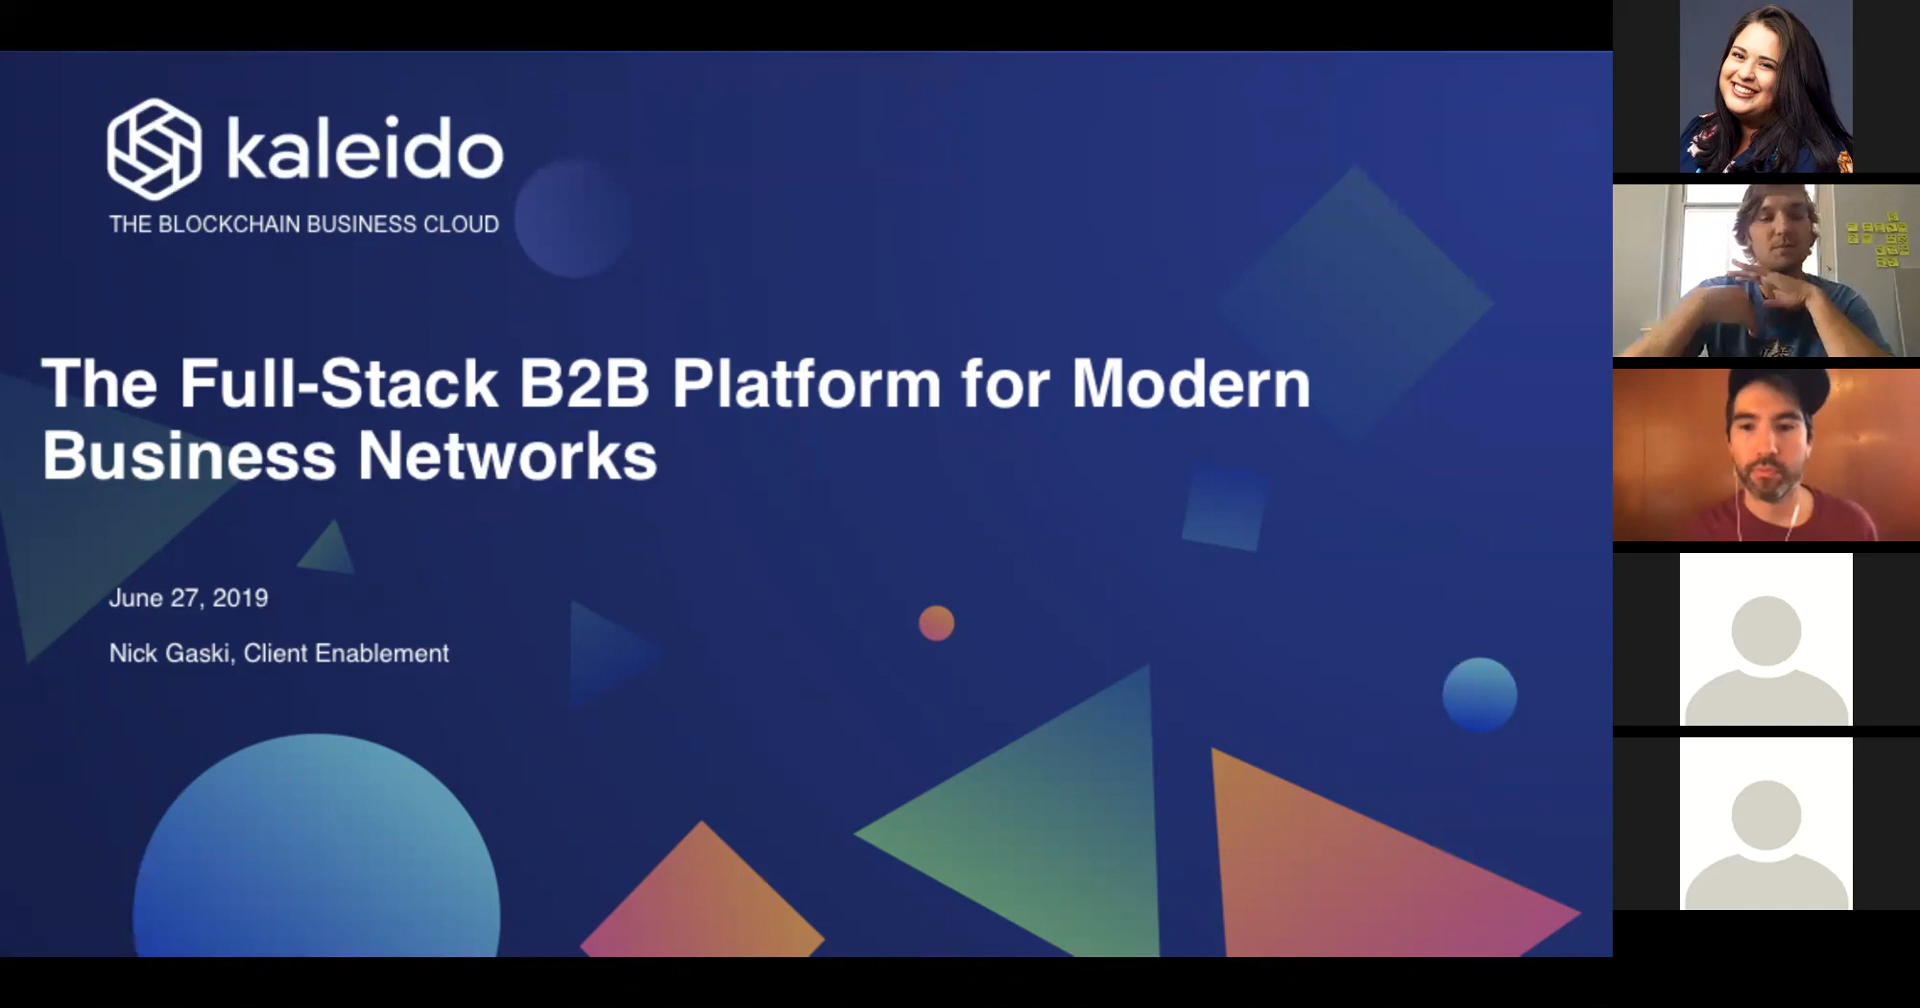 kaleido
THE BLOCKCHAIN BUSINESS CLOUD
The Full-Stack B2B Platform for Modern
Business Networks
June 27, 2019
Nick Gaski, Client Enablement